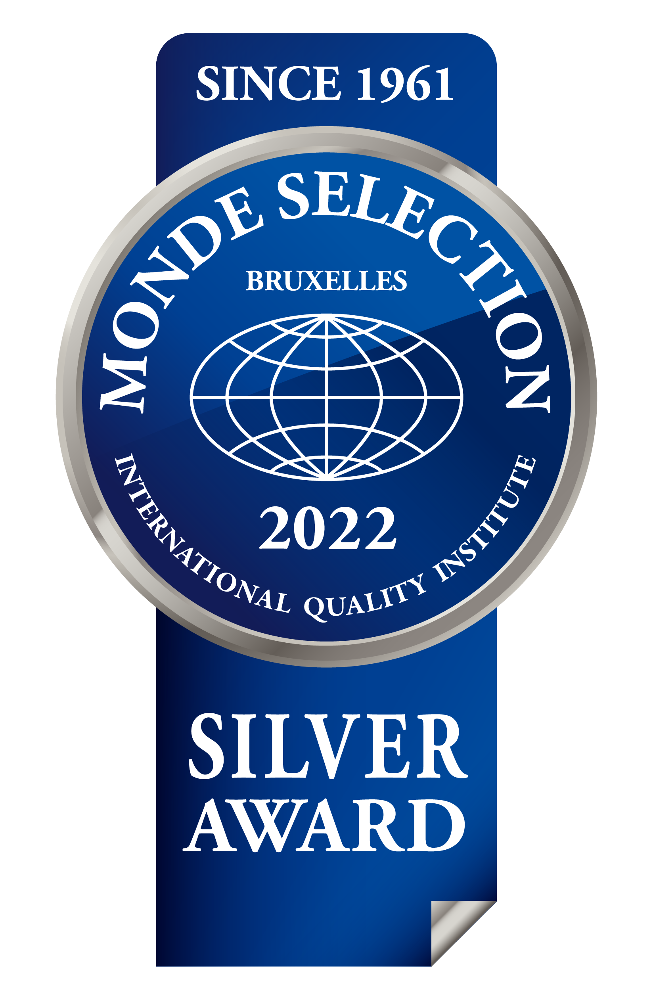 SINCE 1961
MONDE SELECTION
BRUXELLES
2022
INTERNATIONAL QUALITY INSTITUTE
SILVER
AWARD